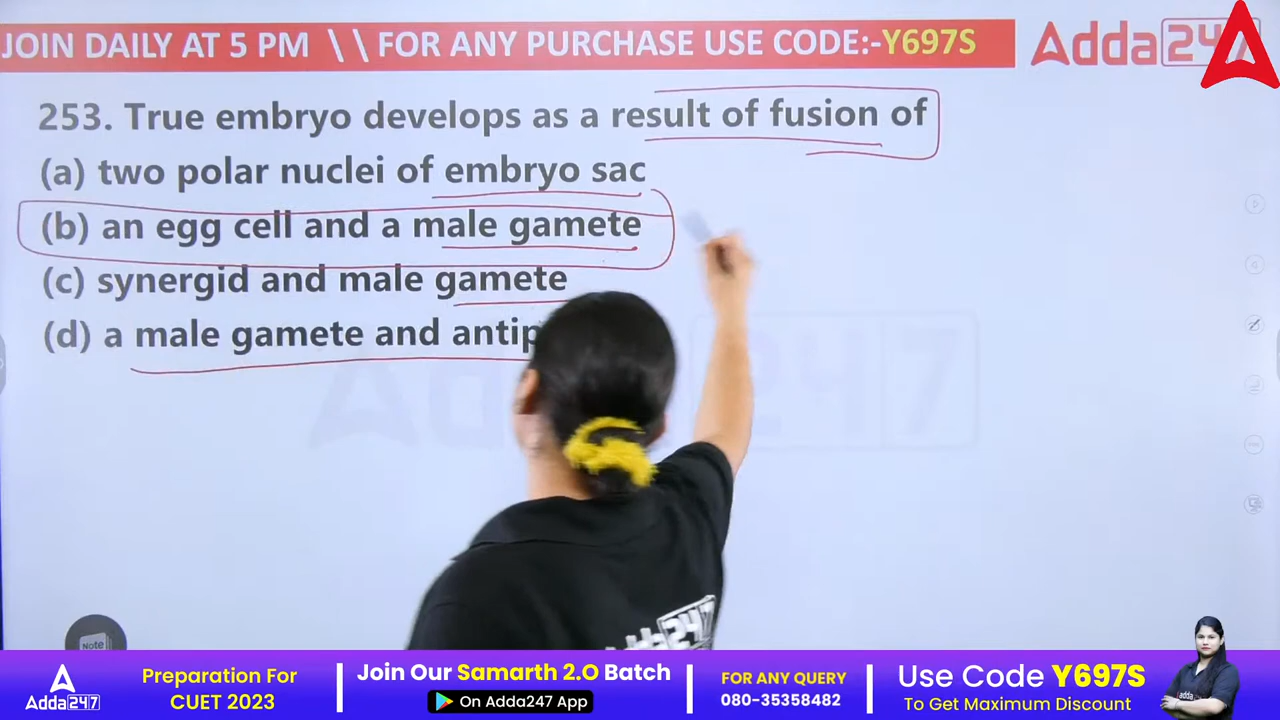 JOIN DAILY AT 5 PM \\ FOR ANY PURCHASE USE CODE:-Y697S
Adda247
253. True embryo develops as a result of fusion of
(a) two polar nuclei of embryo sac
(b) an egg cell and a male gamete
(c) synergid and male gamete
(d) a male gamete and
Adda247
Note
Adda247
Preparation For
CUET 2023
Join Our Samarth 2.O Batch
On Adda247 App
FOR ANY QUERY
080-35358482
Use Code Y697S
To Get Maximum Discount